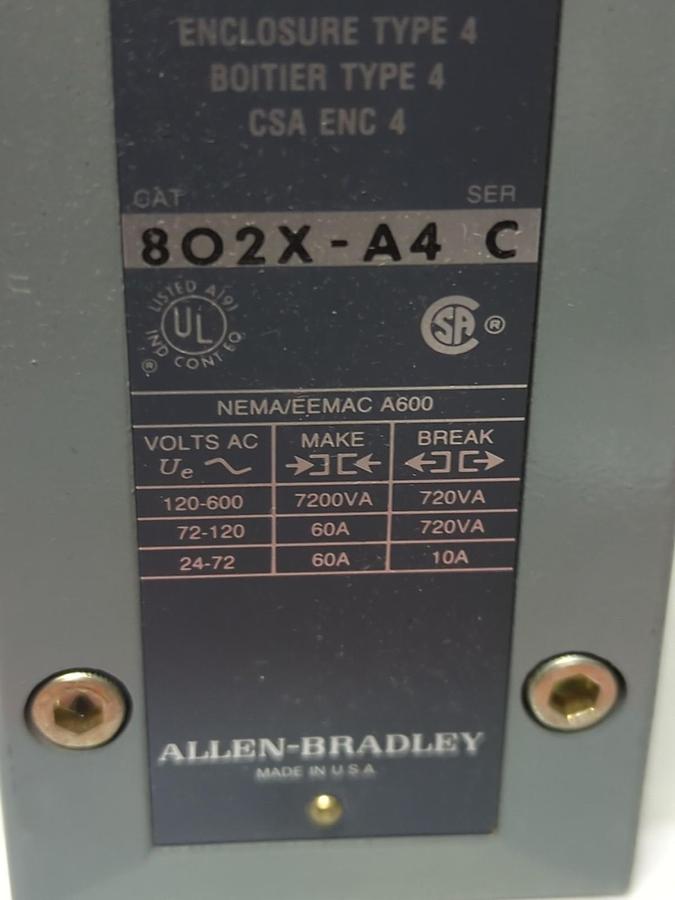 ENCLOSURE TYPE 4
BOITIER TYPE 4
CSA ENC 4
CAT SER
802X-A4 C
LISTED A191
UL
IND CONT EQ
®
SA ®
NEMA/EEMAC A600
VOLTS AC MAKE BREAK
Ue
120-600 7200VA 720VA
72-120 60A 720VA
24-72 60A 10A
ALLEN-BRADLEY
MADE IN U S A